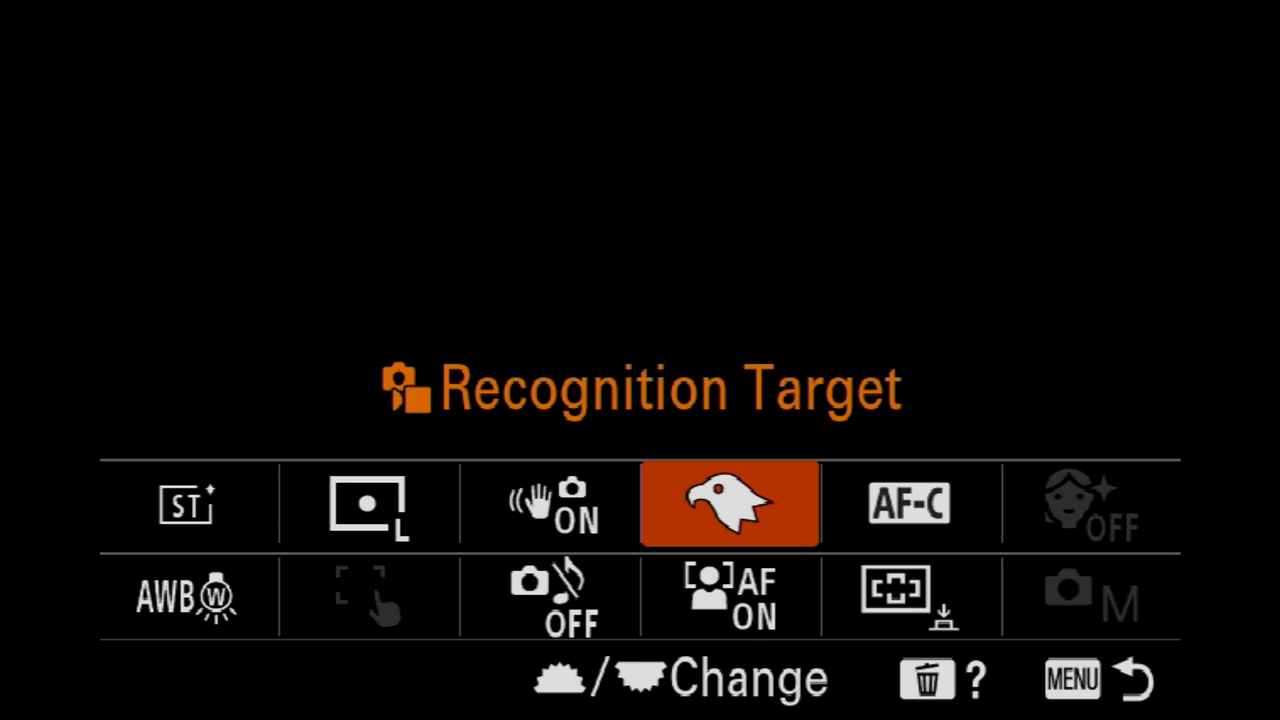 Recognition Target
ST L ON AF-C OFF
AWB W OFF AF ON M
/ Change ? MENU